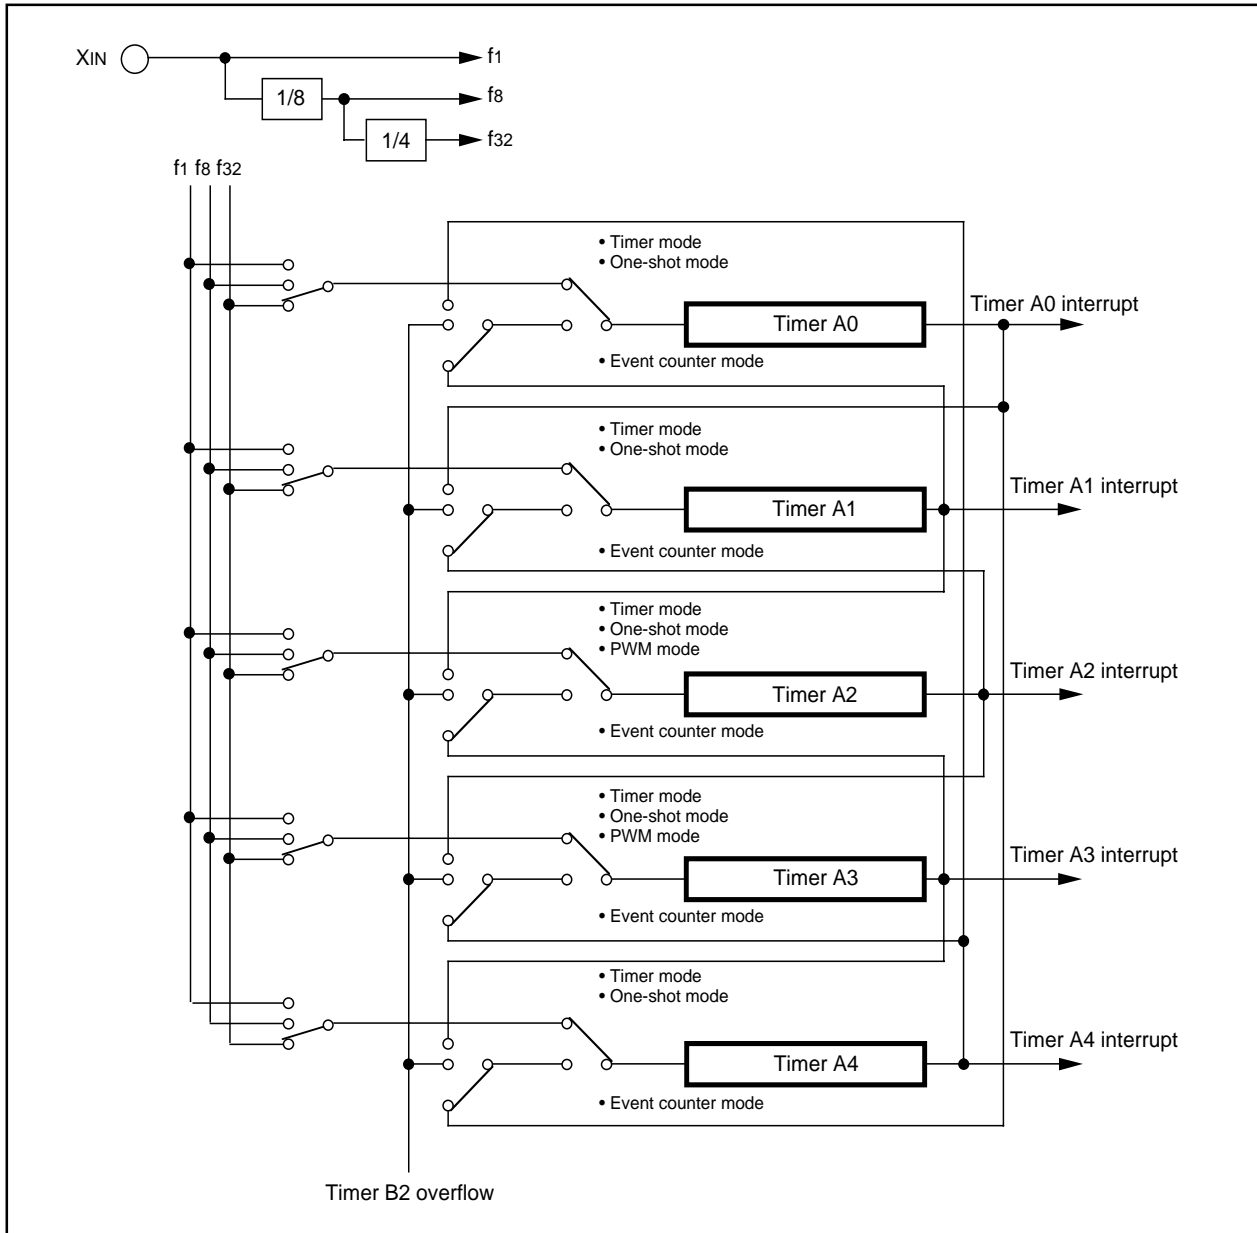 XIN
f1
1/8
f8
1/4
f32
f1 f8 f32
• Timer mode
• One-shot mode
Timer A0
Timer A0 interrupt
• Event counter mode
• Timer mode
• One-shot mode
Timer A1
Timer A1 interrupt
• Event counter mode
• Timer mode
• One-shot mode
• PWM mode
Timer A2
Timer A2 interrupt
• Event counter mode
• Timer mode
• One-shot mode
• PWM mode
Timer A3
Timer A3 interrupt
• Event counter mode
• Timer mode
• One-shot mode
Timer A4
Timer A4 interrupt
• Event counter mode
Timer B2 overflow